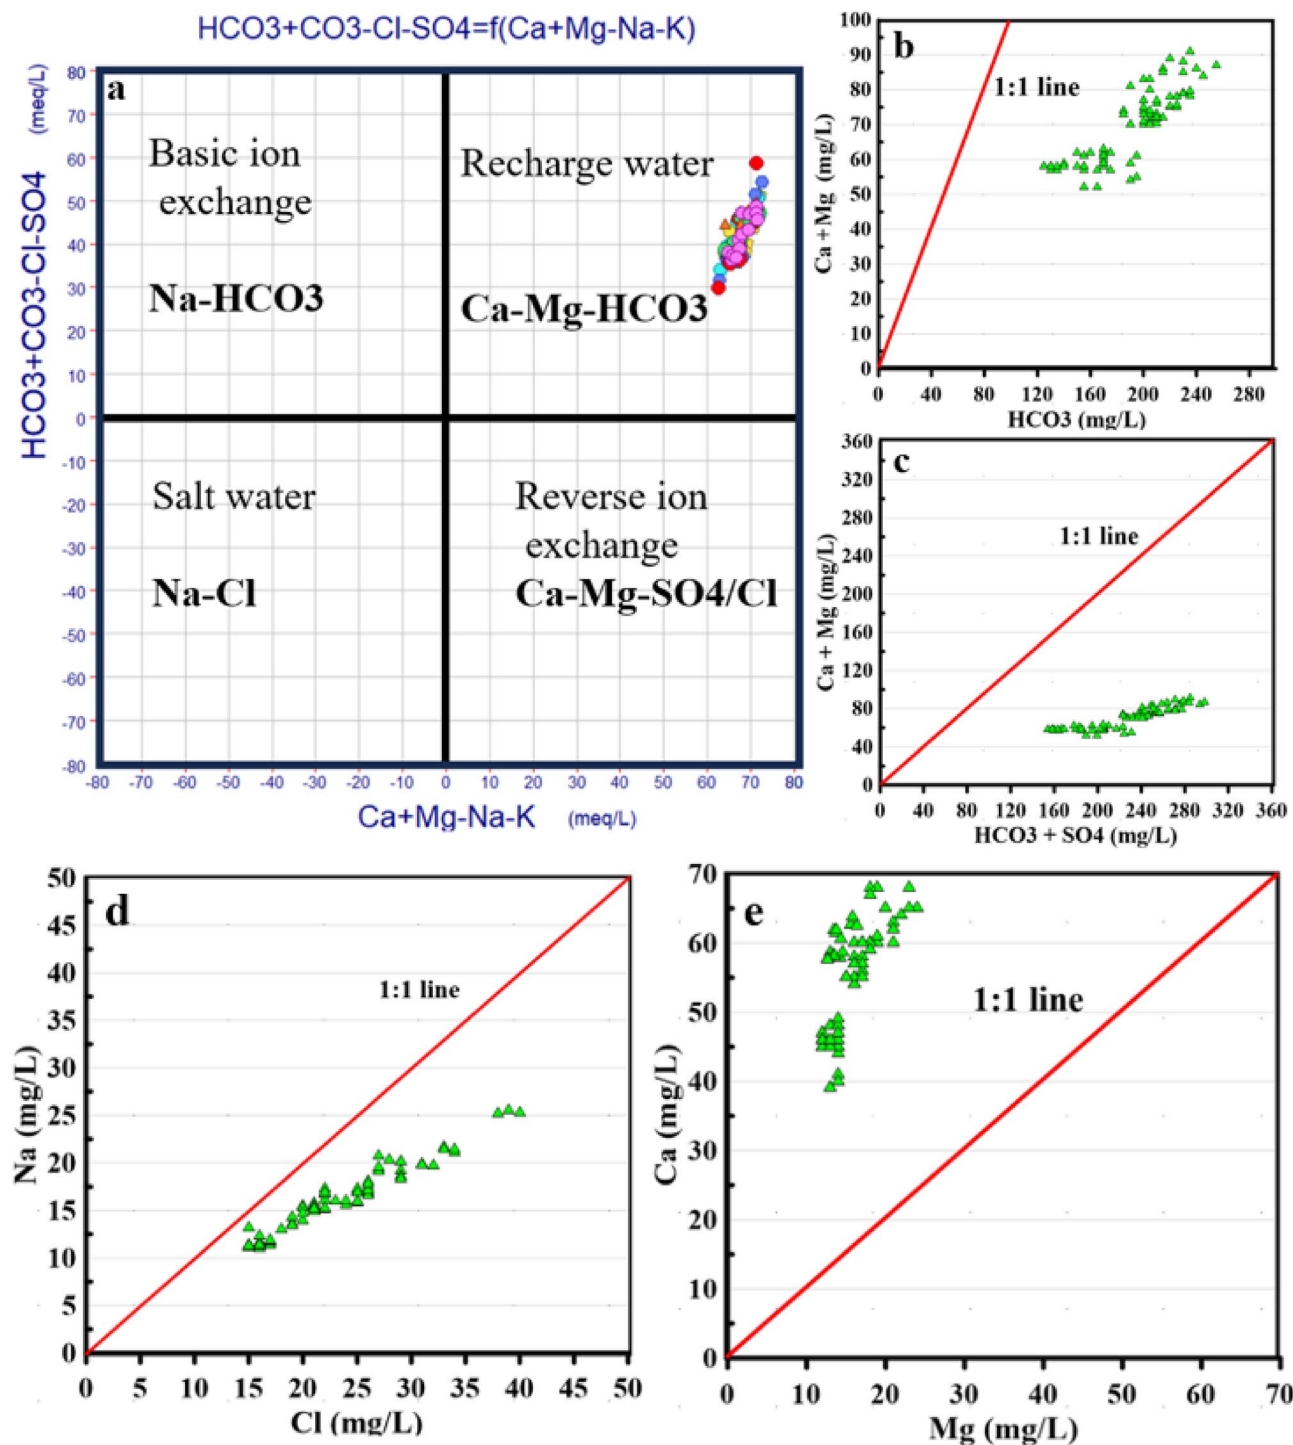 HCO3+CO3-Cl-SO4=f(Ca+Mg-Na-K)
a
HCO3+CO3-Cl-SO4 (meq/L)
80
70
60
50
40
30
20
10
0
-10
-20
-30
-40
-50
-60
-70
-80
Basic ion
exchange
Na-HCO3
Recharge water
Ca-Mg-HCO3
Salt water
Na-Cl
Reverse ion
exchange
Ca-Mg-SO4/Cl
-80 -70 -60 -50 -40 -30 -20 -10 0 10 20 30 40 50 60 70 80
Ca+Mg-Na-K (meq/L)
b
1:1 line
Ca +Mg (mg/L)
100
90
80
70
60
50
40
30
20
10
0
0 40 80 120 160 200 240 280
HCO3 (mg/L)
c
1:1 line
Ca + Mg (mg/L)
360
320
280
240
200
160
120
80
40
0
0 40 80 120 160 200 240 280 320 360
HCO3 + SO4 (mg/L)
d
1:1 line
Na (mg/L)
50
45
40
35
30
25
20
15
10
5
0
0 5 10 15 20 25 30 35 40 45 50
Cl (mg/L)
e
1:1 line
Ca (mg/L)
70
60
50
40
30
20
10
0
0 10 20 30 40 50 60 70
Mg (mg/L)